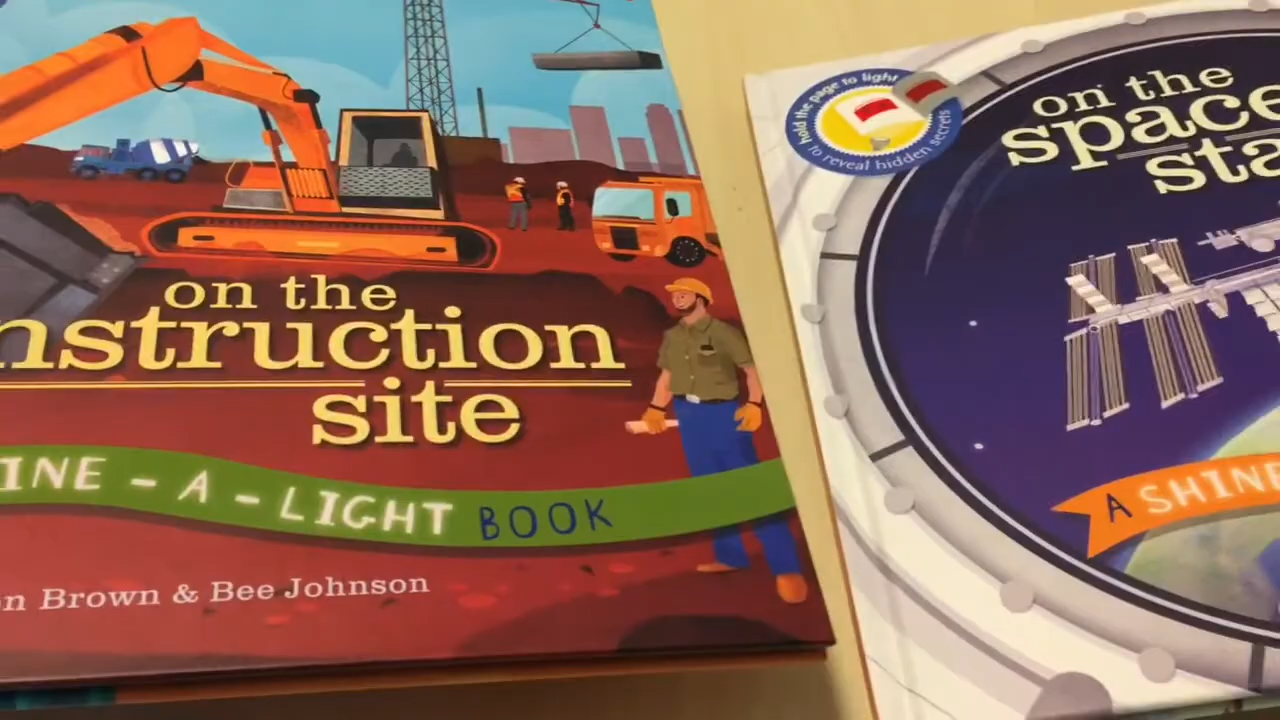 on the
nstruction
site
INE - A - LIGHT BOOK
n Brown & Bee Johnson
hold the page to light
to reveal hidden secrets
on the
space
sta
A SHINE